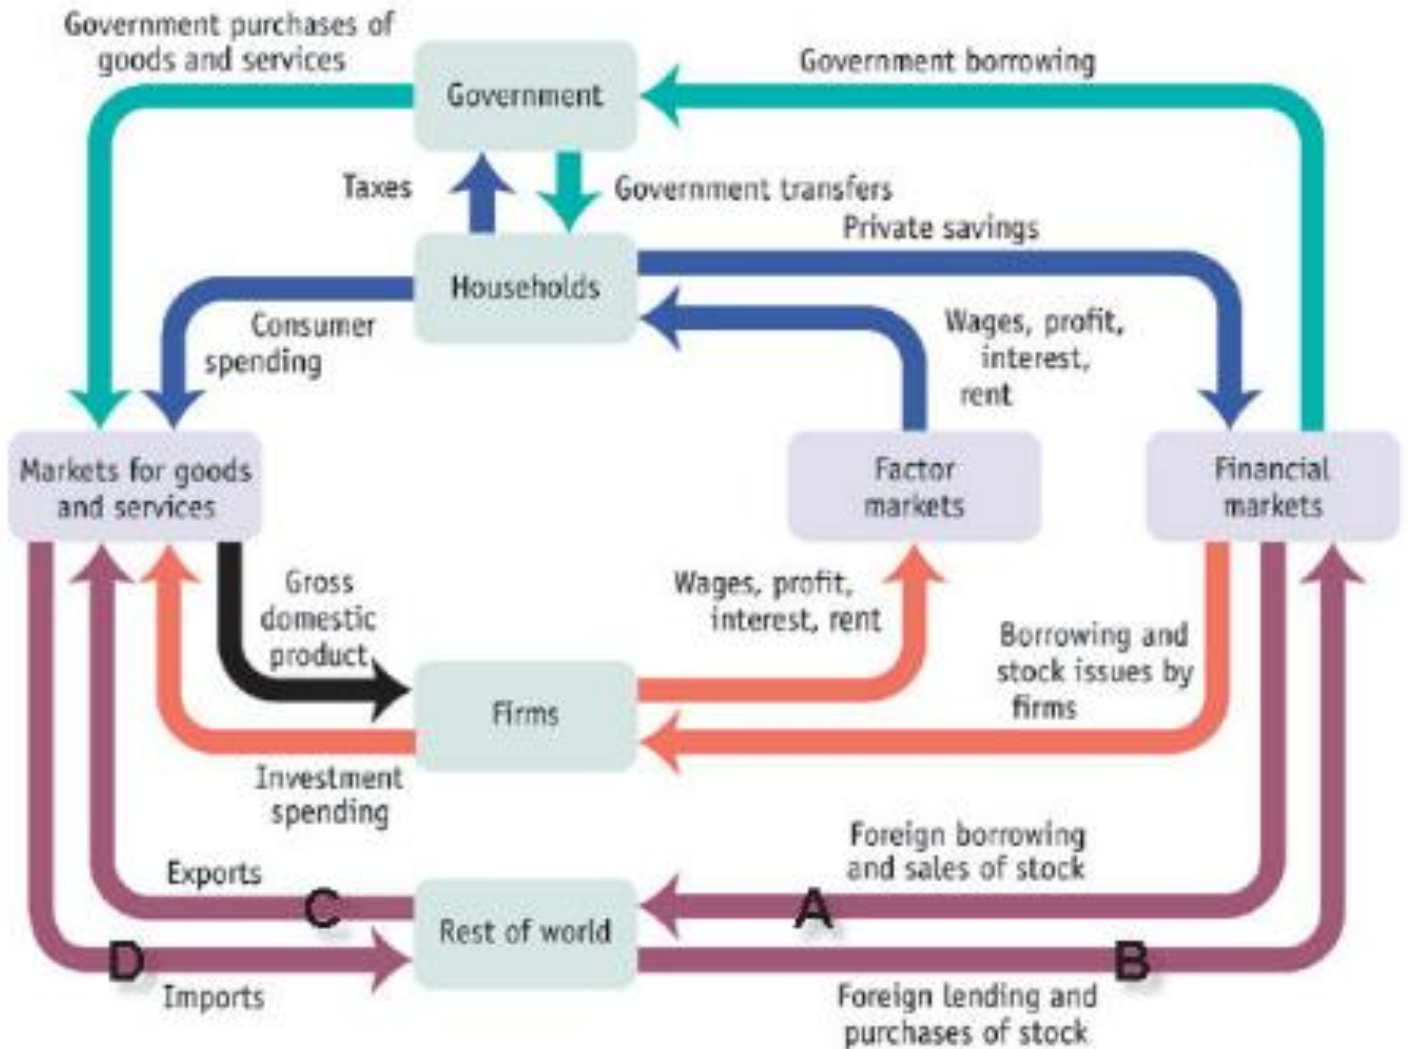 Government purchases of
goods and services
Government
Government borrowing
Taxes
Government transfers
Private savings
Households
Consumer
spending
Wages, profit,
interest,
rent
Markets for goods
and services
Factor
markets
Financial
markets
Gross
domestic
product
Wages, profit,
interest, rent
Borrowing and
stock issues by
firms
Firms
Investment
spending
Foreign borrowing
and sales of stock
Exports
C
A
Rest of world
D
B
Imports
Foreign lending and
purchases of stock